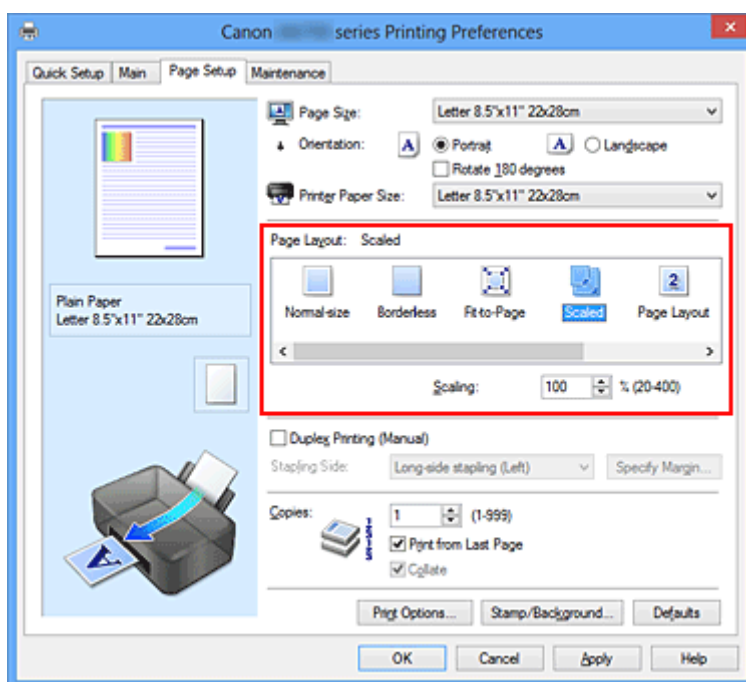 Canon series Printing Preferences
Quick Setup Main Page Setup Maintenance
Page Size: Letter 8.5"x11" 22x28cm
Orientation: A Portrait A Landscape
Rotate 180 degrees
Printer Paper Size: Letter 8.5"x11" 22x28cm
Page Layout: Scaled
Normal-size Borderless Fit-to-Page Scaled Page Layout
Scaling: 100 % (20-400)
Plain Paper
Letter 8.5"x11" 22x28cm
Duplex Printing (Manual)
Stapling Side: Long-side stapling (Left) Specify Margin...
Copies: 1 (1-999)
Print from Last Page
Collate
Print Options... Stamp/Background... Defaults
OK Cancel Apply Help